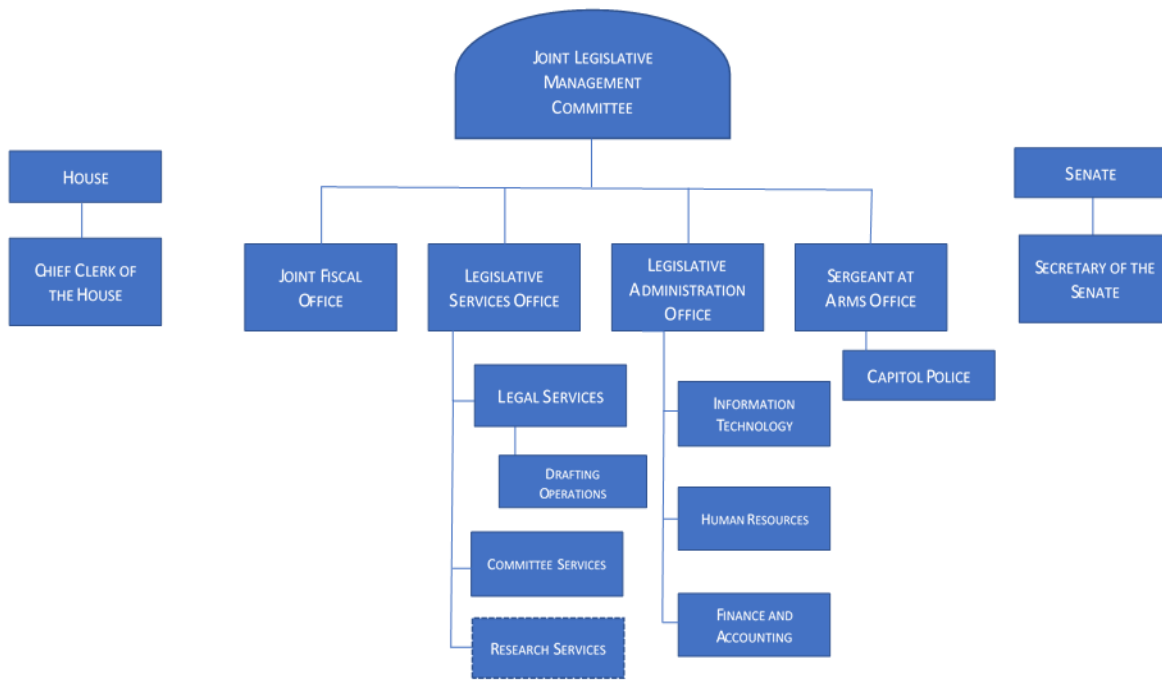 JOINT LEGISLATIVE
MANAGEMENT
COMMITTEE
HOUSE
SENATE
CHIEF CLERK OF
THE HOUSE
JOINT FISCAL
OFFICE
LEGISLATIVE
SERVICES OFFICE
LEGISLATIVE
ADMINISTRATION
OFFICE
SERGEANT AT
ARMS OFFICE
SECRETARY OF THE
SENATE
LEGAL SERVICES
DRAFTING
OPERATIONS
COMMITTEE SERVICES
RESEARCH SERVICES
INFORMATION
TECHNOLOGY
HUMAN RESOURCES
FINANCE AND
ACCOUNTING
CAPITOL POLICE